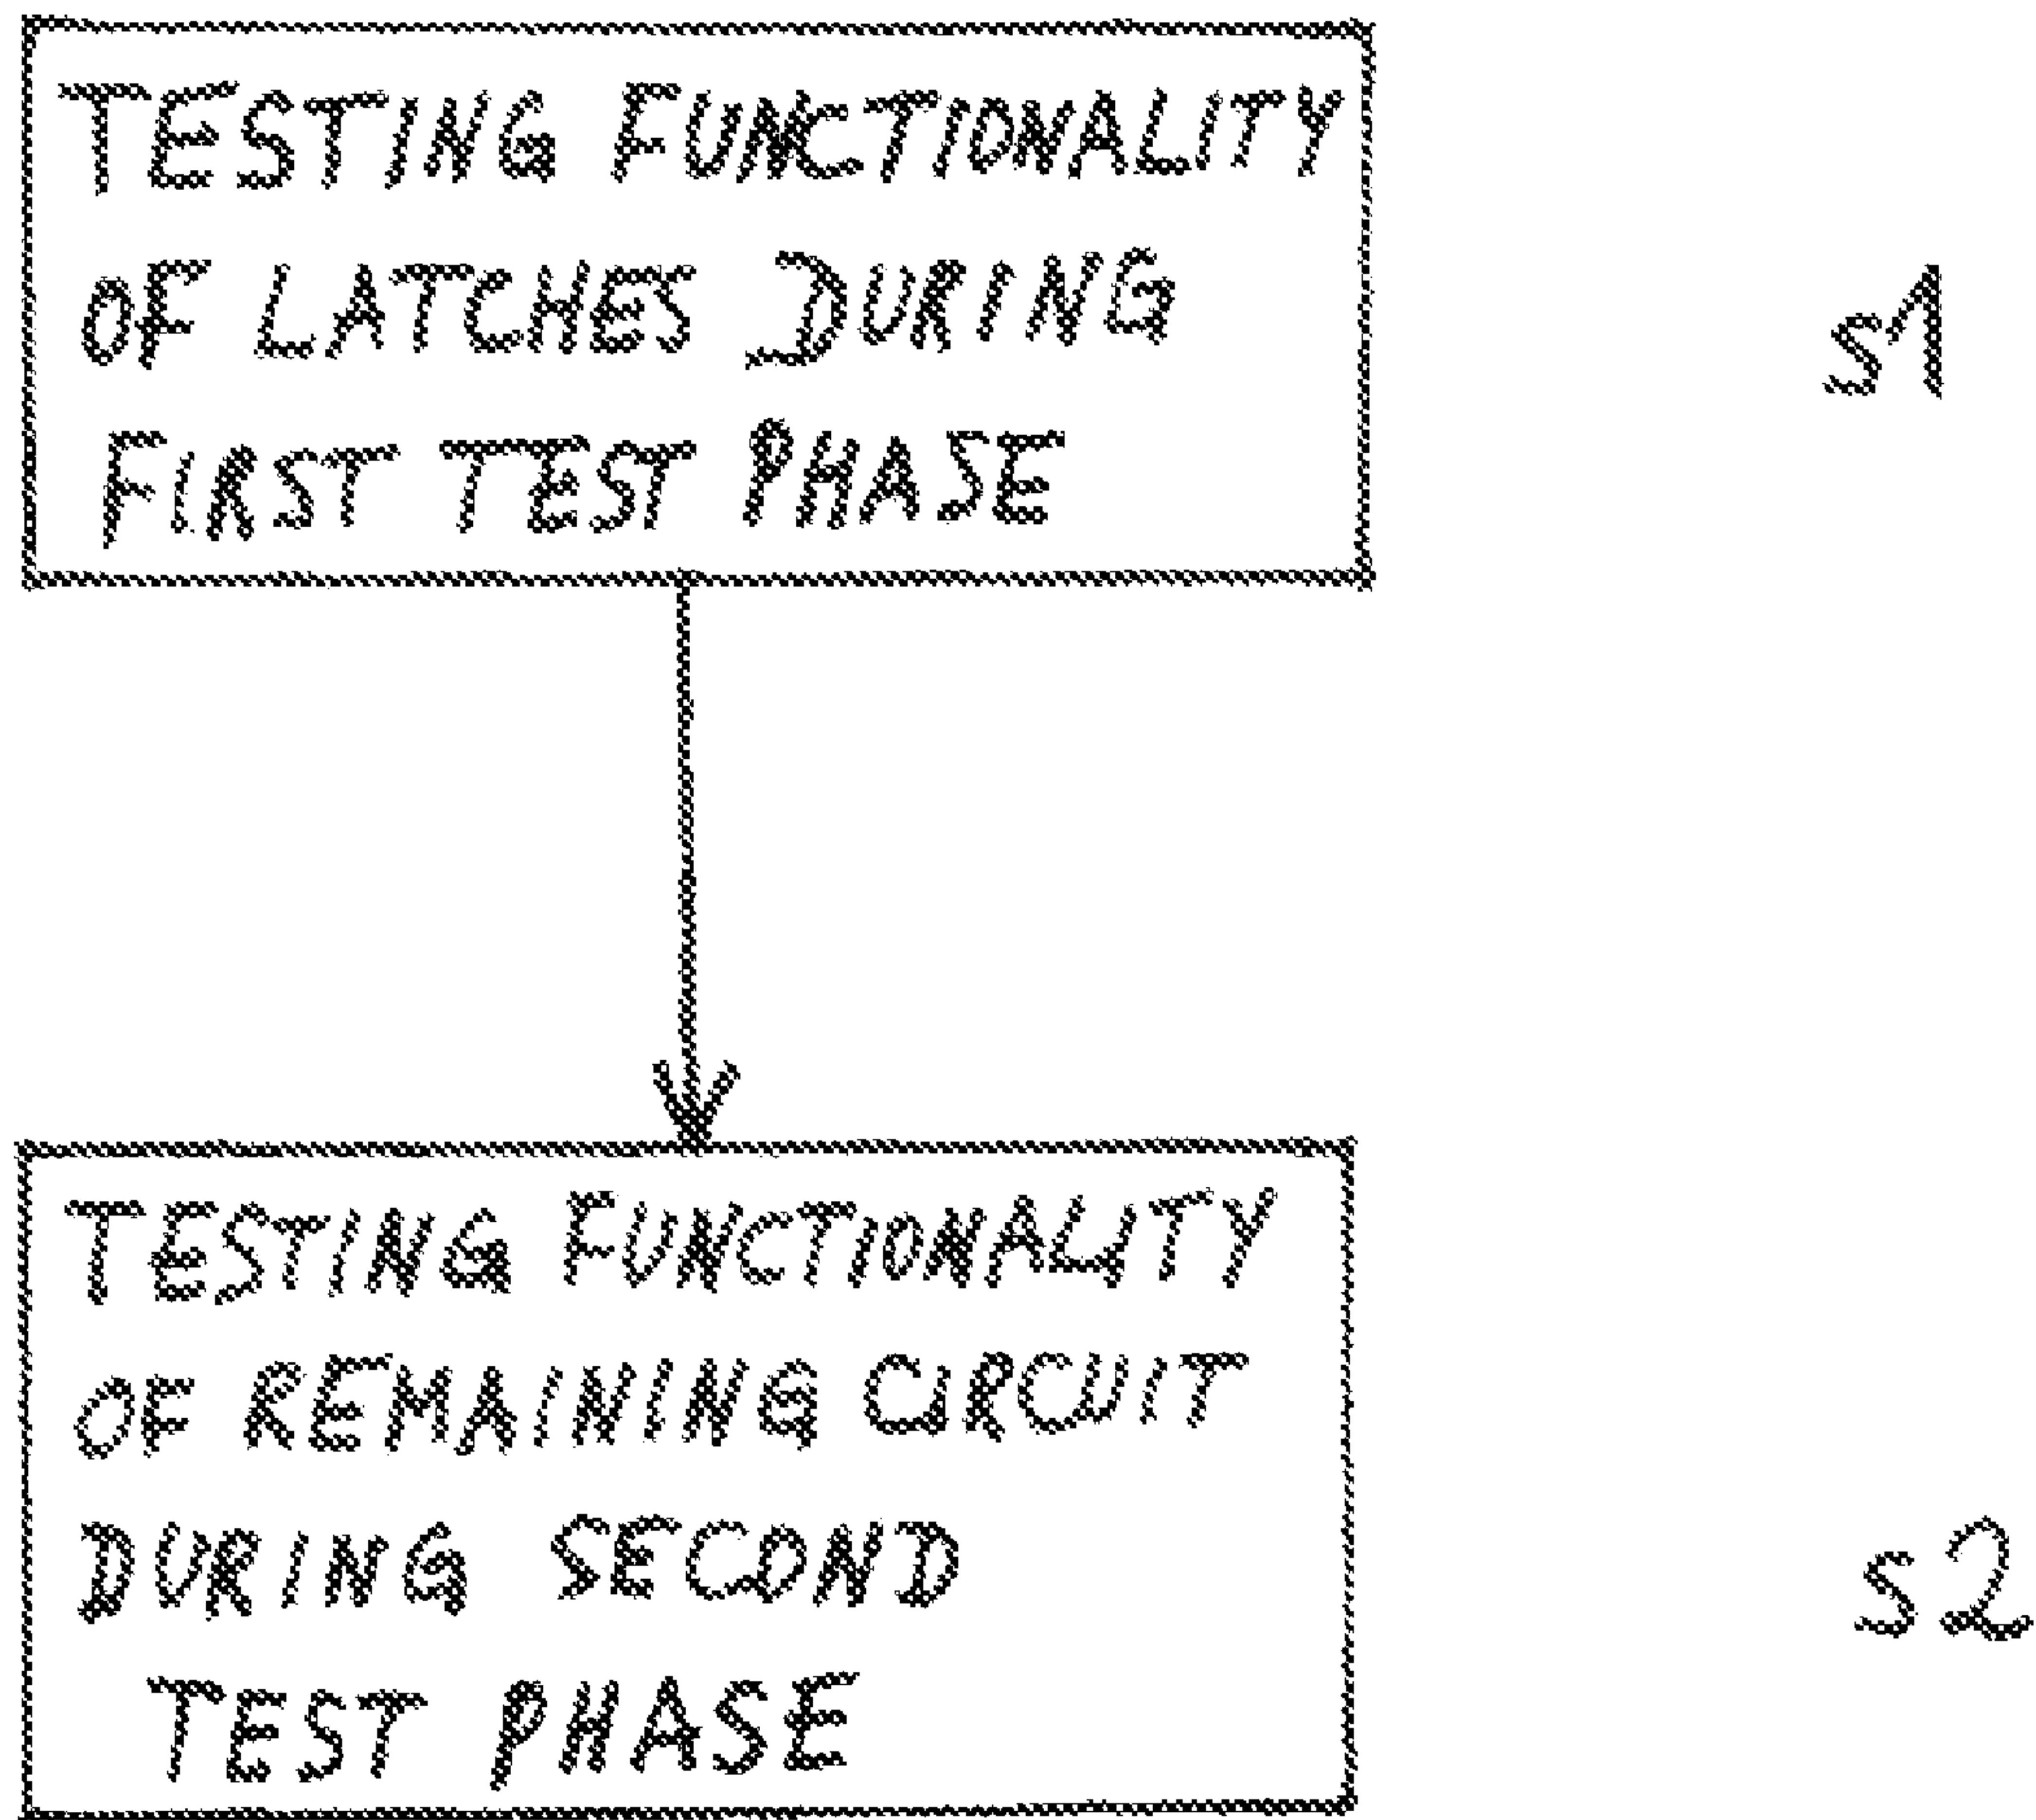 TESTING FUNCTIONALITY
OF LATCHES DURING
FIRST TEST PHASE
s1
TESTING FUNCTIONALITY
OF REMAINING CIRCUIT
DURING SECOND
TEST PHASE
s2